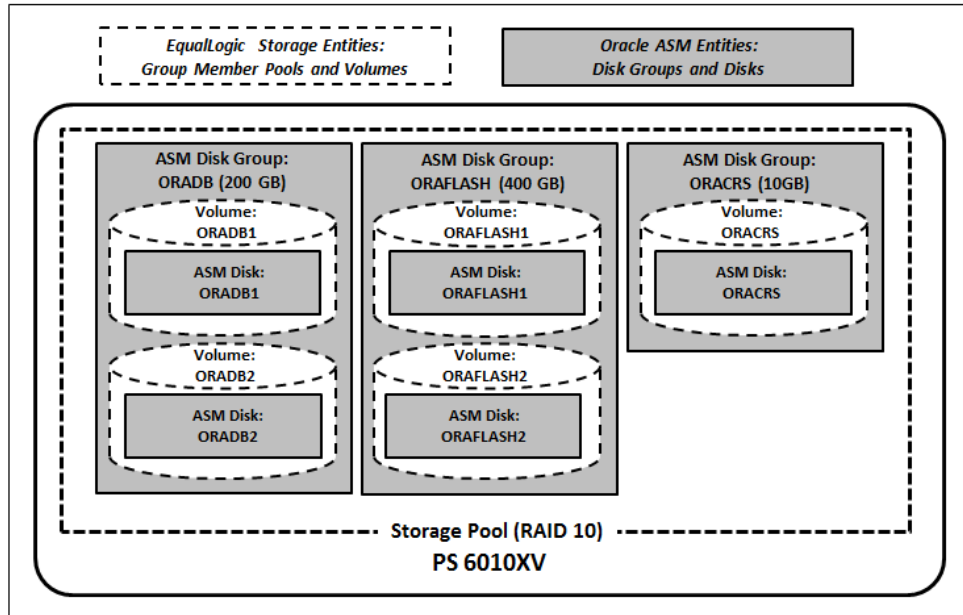 EqualLogic Storage Entities:
Group Member Pools and Volumes
Oracle ASM Entities:
Disk Groups and Disks
ASM Disk Group:
ORADB (200 GB)
Volume:
ORADB1
ASM Disk:
ORADB1
Volume:
ORADB2
ASM Disk:
ORADB2
ASM Disk Group:
ORAFLASH (400 GB)
Volume:
ORAFLASH1
ASM Disk:
ORAFLASH1
Volume:
ORAFLASH2
ASM Disk:
ORAFLASH2
ASM Disk Group:
ORACRS (10GB)
Volume:
ORACRS
ASM Disk:
ORACRS
Storage Pool (RAID 10)
PS 6010XV